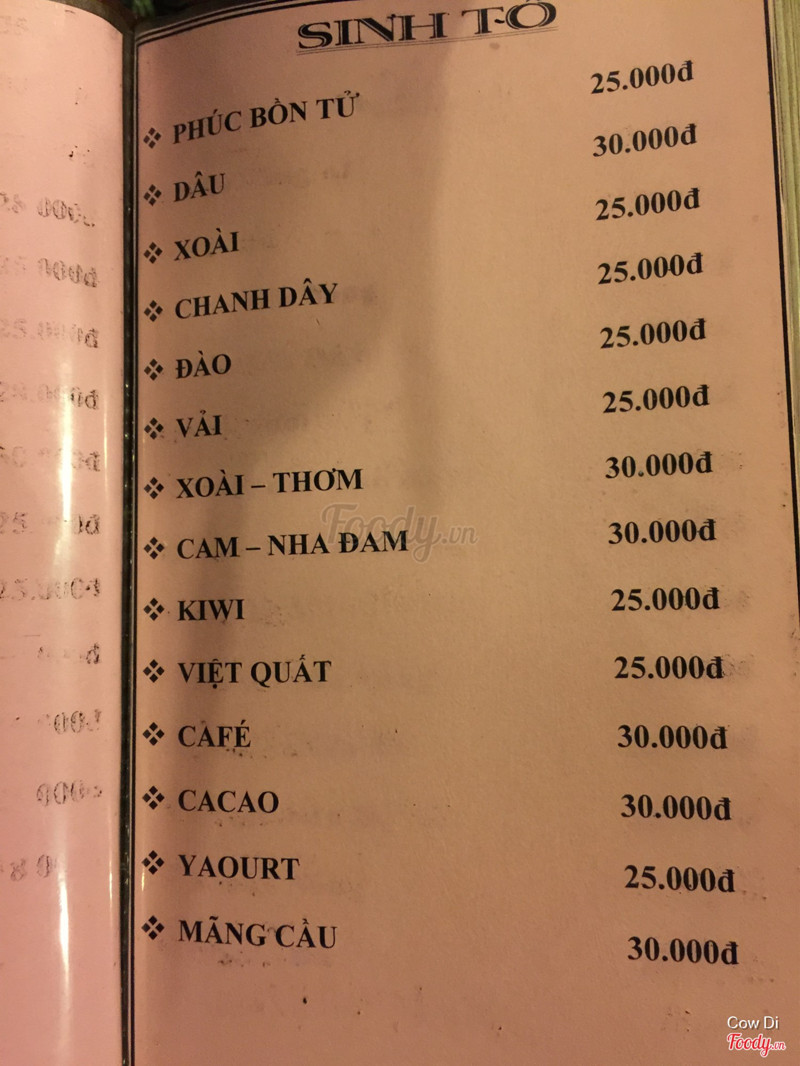 SINH TỐ
❖ PHÚC BỒN TỬ 25.000đ
❖ DÂU 30.000đ
❖ XOÀI 25.000đ
❖ CHANH DÂY 25.000đ
❖ ĐÀO 25.000đ
❖ VẢI 25.000đ
❖ XOÀI – THƠM 30.000đ
❖ CAM – NHA ĐAM 30.000đ
❖ KIWI 25.000đ
❖ VIỆT QUẤT 25.000đ
❖ CAFÉ 30.000đ
❖ CACAO 30.000đ
❖ YAOURT 25.000đ
❖ MÃNG CẦU 30.000đ
Foody.vn
Cow Di
Foody.vn